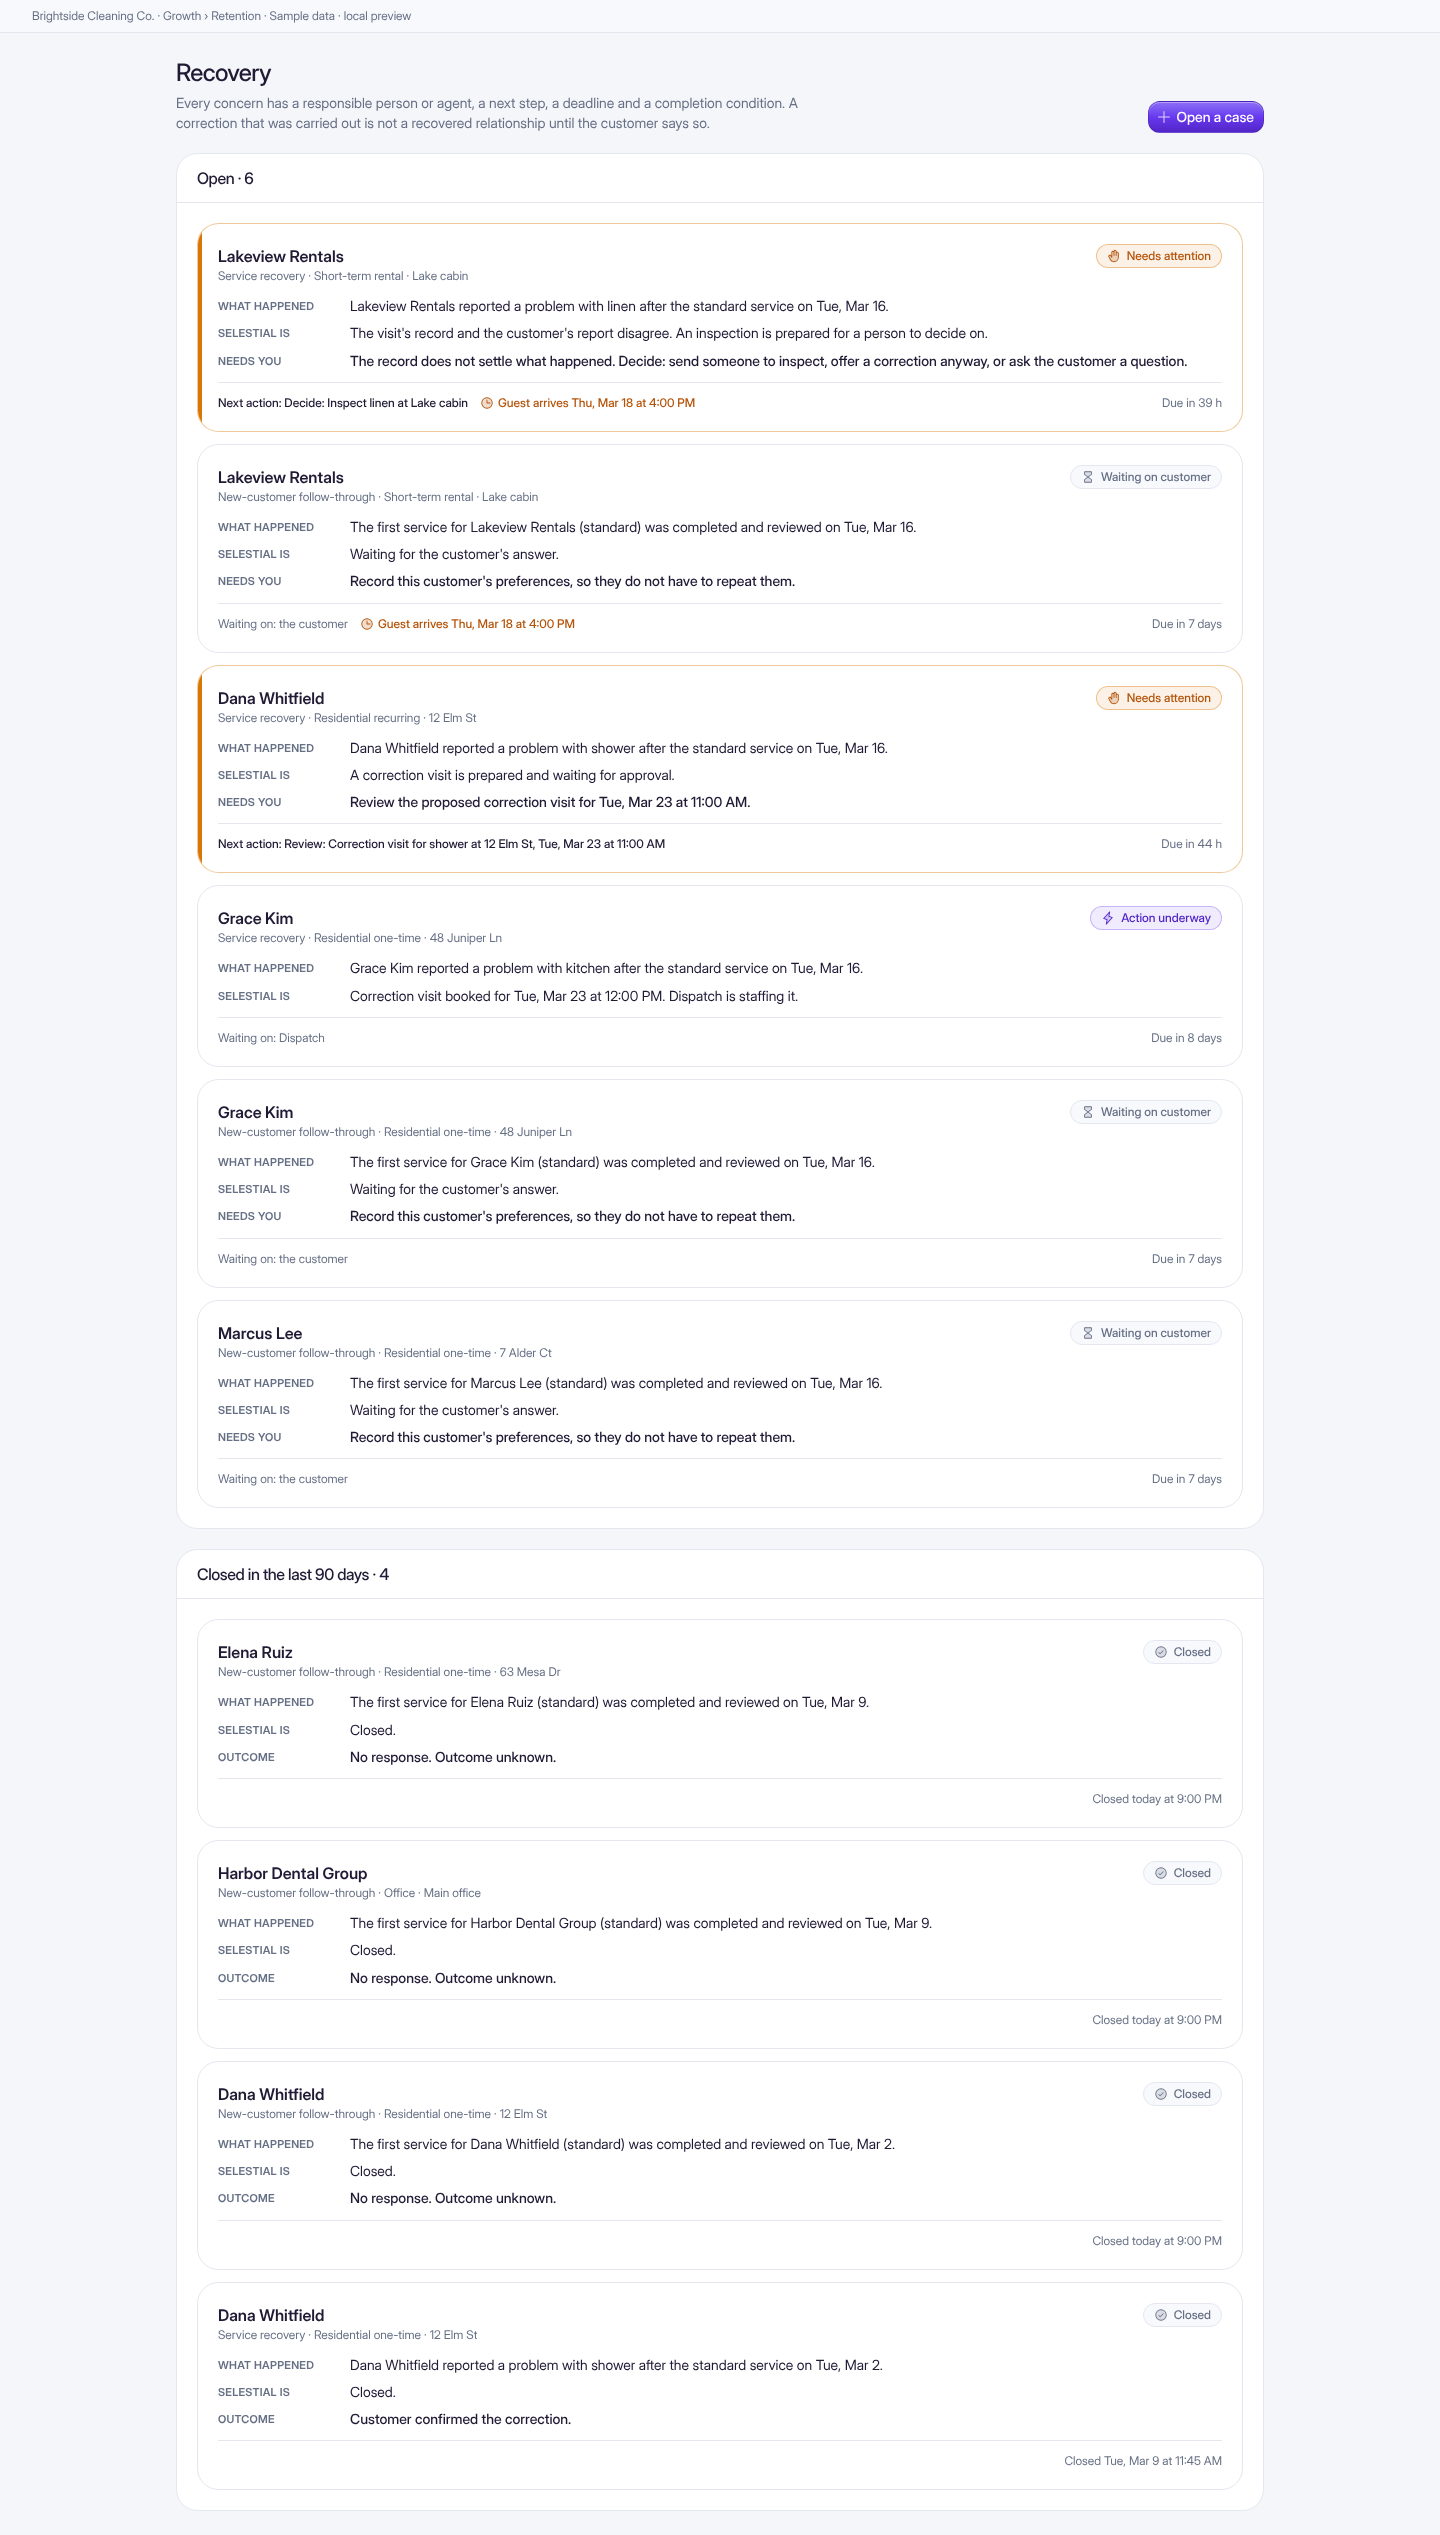 Brightside Cleaning Co. · Growth › Retention · Sample data · local preview
Recovery
Every concern has a responsible person or agent, a next step, a deadline and a completion condition. A
correction that was carried out is not a recovered relationship until the customer says so.
Open a case
Open · 6
Lakeview Rentals
Needs attention
Service recovery · Short-term rental · Lake cabin
WHAT HAPPENED Lakeview Rentals reported a problem with linen after the standard service on Tue, Mar 16.
SELESTIAL IS The visit's record and the customer's report disagree. An inspection is prepared for a person to decide on.
NEEDS YOU The record does not settle what happened. Decide: send someone to inspect, offer a correction anyway, or ask the customer a question.
Next action: Decide: Inspect linen at Lake cabin Guest arrives Thu, Mar 18 at 4:00 PM Due in 39 h
Lakeview Rentals
Waiting on customer
New-customer follow-through · Short-term rental · Lake cabin
WHAT HAPPENED The first service for Lakeview Rentals (standard) was completed and reviewed on Tue, Mar 16.
SELESTIAL IS Waiting for the customer's answer.
NEEDS YOU Record this customer's preferences, so they do not have to repeat them.
Waiting on: the customer Guest arrives Thu, Mar 18 at 4:00 PM Due in 7 days
Dana Whitfield
Needs attention
Service recovery · Residential recurring · 12 Elm St
WHAT HAPPENED Dana Whitfield reported a problem with shower after the standard service on Tue, Mar 16.
SELESTIAL IS A correction visit is prepared and waiting for approval.
NEEDS YOU Review the proposed correction visit for Tue, Mar 23 at 11:00 AM.
Next action: Review: Correction visit for shower at 12 Elm St, Tue, Mar 23 at 11:00 AM Due in 44 h
Grace Kim
Action underway
Service recovery · Residential one-time · 48 Juniper Ln
WHAT HAPPENED Grace Kim reported a problem with kitchen after the standard service on Tue, Mar 16.
SELESTIAL IS Correction visit booked for Tue, Mar 23 at 12:00 PM. Dispatch is staffing it.
Waiting on: Dispatch Due in 8 days
Grace Kim
Waiting on customer
New-customer follow-through · Residential one-time · 48 Juniper Ln
WHAT HAPPENED The first service for Grace Kim (standard) was completed and reviewed on Tue, Mar 16.
SELESTIAL IS Waiting for the customer's answer.
NEEDS YOU Record this customer's preferences, so they do not have to repeat them.
Waiting on: the customer Due in 7 days
Marcus Lee
Waiting on customer
New-customer follow-through · Residential one-time · 7 Alder Ct
WHAT HAPPENED The first service for Marcus Lee (standard) was completed and reviewed on Tue, Mar 16.
SELESTIAL IS Waiting for the customer's answer.
NEEDS YOU Record this customer's preferences, so they do not have to repeat them.
Waiting on: the customer Due in 7 days
Closed in the last 90 days · 4
Elena Ruiz
Closed
New-customer follow-through · Residential one-time · 63 Mesa Dr
WHAT HAPPENED The first service for Elena Ruiz (standard) was completed and reviewed on Tue, Mar 9.
SELESTIAL IS Closed.
OUTCOME No response. Outcome unknown.
Closed today at 9:00 PM
Harbor Dental Group
Closed
New-customer follow-through · Office · Main office
WHAT HAPPENED The first service for Harbor Dental Group (standard) was completed and reviewed on Tue, Mar 9.
SELESTIAL IS Closed.
OUTCOME No response. Outcome unknown.
Closed today at 9:00 PM
Dana Whitfield
Closed
New-customer follow-through · Residential one-time · 12 Elm St
WHAT HAPPENED The first service for Dana Whitfield (standard) was completed and reviewed on Tue, Mar 2.
SELESTIAL IS Closed.
OUTCOME No response. Outcome unknown.
Closed today at 9:00 PM
Dana Whitfield
Closed
Service recovery · Residential one-time · 12 Elm St
WHAT HAPPENED Dana Whitfield reported a problem with shower after the standard service on Tue, Mar 2.
SELESTIAL IS Closed.
OUTCOME Customer confirmed the correction.
Closed Tue, Mar 9 at 11:45 AM